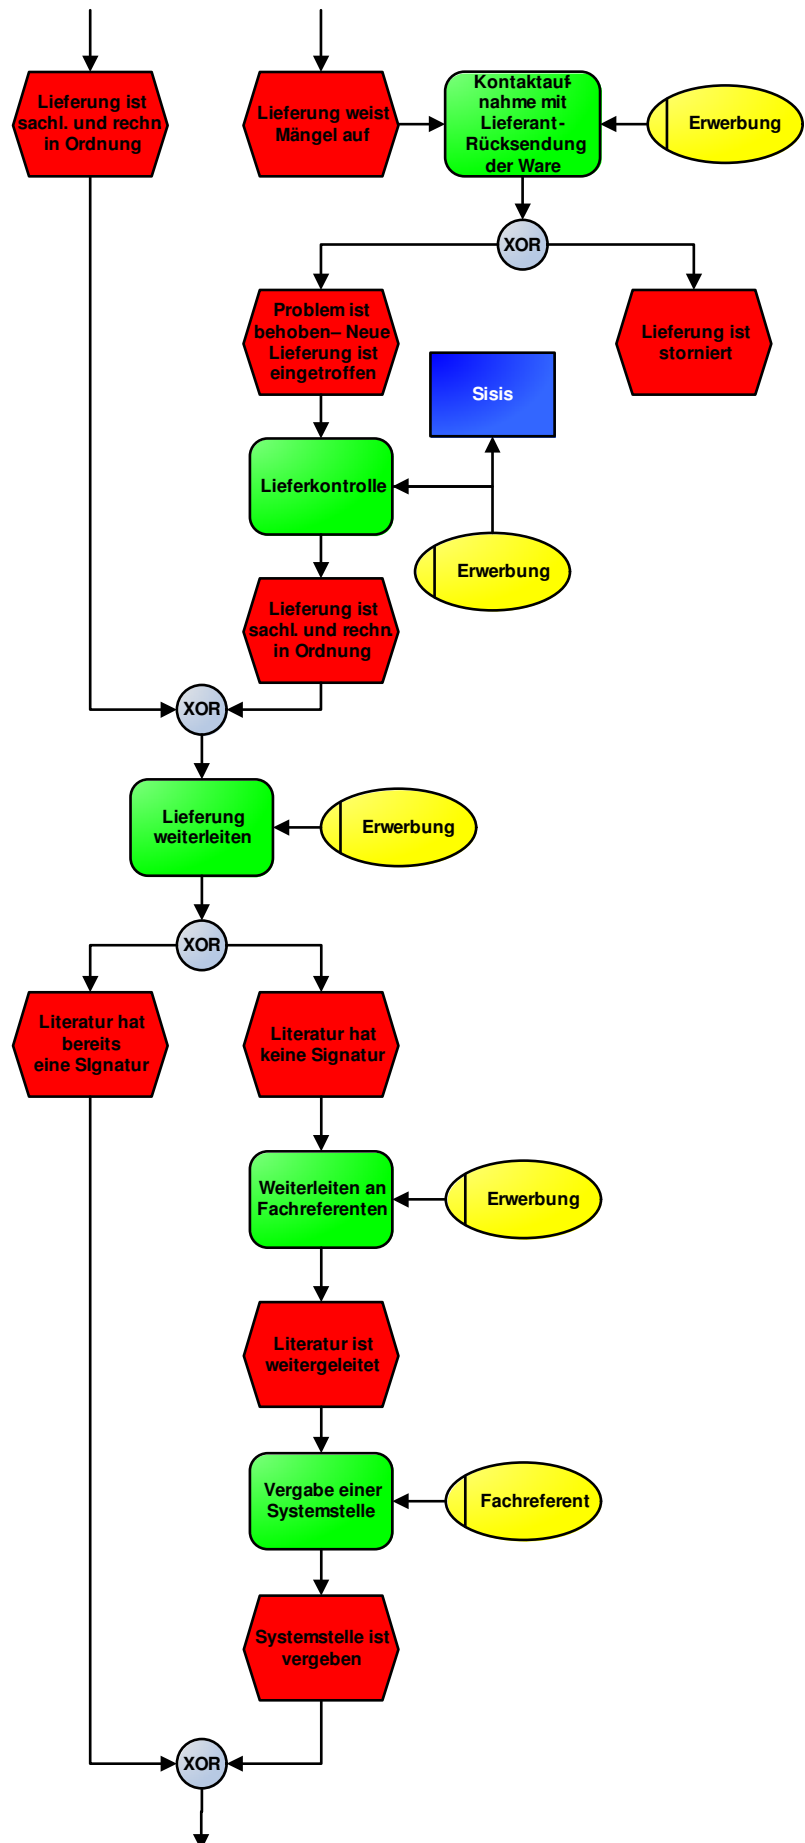 Lieferung ist
sachl. und rechn.
in Ordnung
Lieferung weist
Mängel auf
Kontaktauf-
nahme mit
Lieferant-
Rücksendung
der Ware
Erwerbung
XOR
Problem ist
behoben– Neue
Lieferung ist
eingetroffen
Lieferung ist
storniert
Sisis
Lieferkontrolle
Erwerbung
Lieferung ist
sachl. und rechn.
in Ordnung
XOR
Lieferung
weiterleiten
Erwerbung
XOR
Literatur hat
bereits
eine SIgnatur
Literatur hat
keine Signatur
Weiterleiten an
Fachreferenten
Erwerbung
Literatur ist
weitergeleitet
Vergabe einer
Systemstelle
Fachreferent
Systemstelle ist
vergeben
XOR